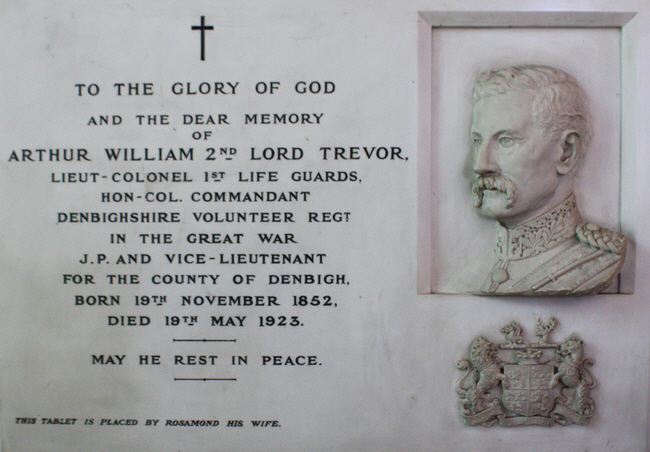 TO THE GLORY OF GOD
AND THE DEAR MEMORY
OF
ARTHUR WILLIAM 2ND LORD TREVOR,
LIEUT-COLONEL 1ST LIFE GUARDS,
HON-COL. COMMANDANT
DENBIGHSHIRE VOLUNTEER REGT
IN THE GREAT WAR
J.P. AND VICE-LIEUTENANT
FOR THE COUNTY OF DENBIGH,
BORN 19TH NOVEMBER 1852,
DIED 19TH MAY 1923.
MAY HE REST IN PEACE.
THIS TABLET IS PLACED BY ROSAMOND HIS WIFE.